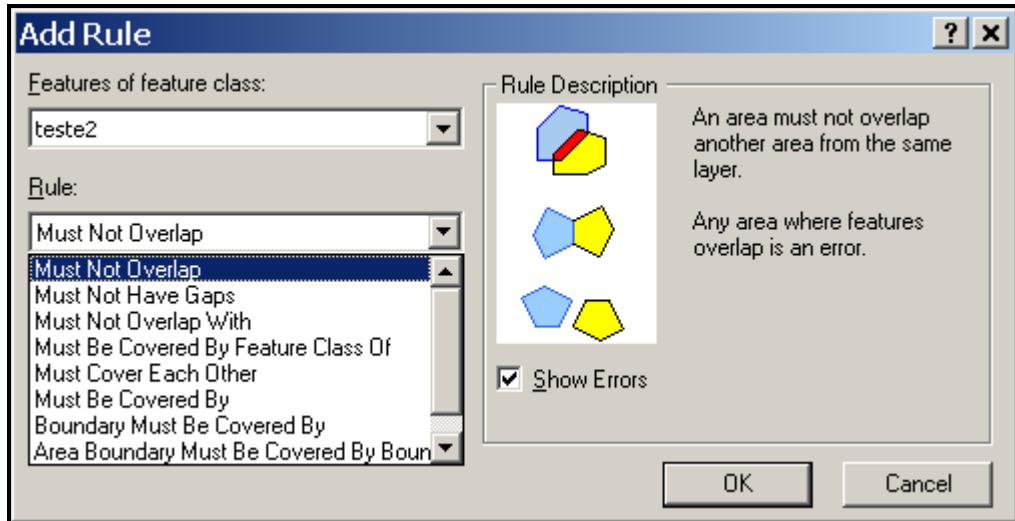 Add Rule
Features of feature class:
teste2
Rule:
Must Not Overlap
Must Not Overlap
Must Not Have Gaps
Must Not Overlap With
Must Be Covered By Feature Class Of
Must Cover Each Other
Must Be Covered By
Boundary Must Be Covered By
Area Boundary Must Be Covered By Boun
Rule Description
An area must not overlap
another area from the same
layer.
Any area where features
overlap is an error.
Show Errors
OK
Cancel